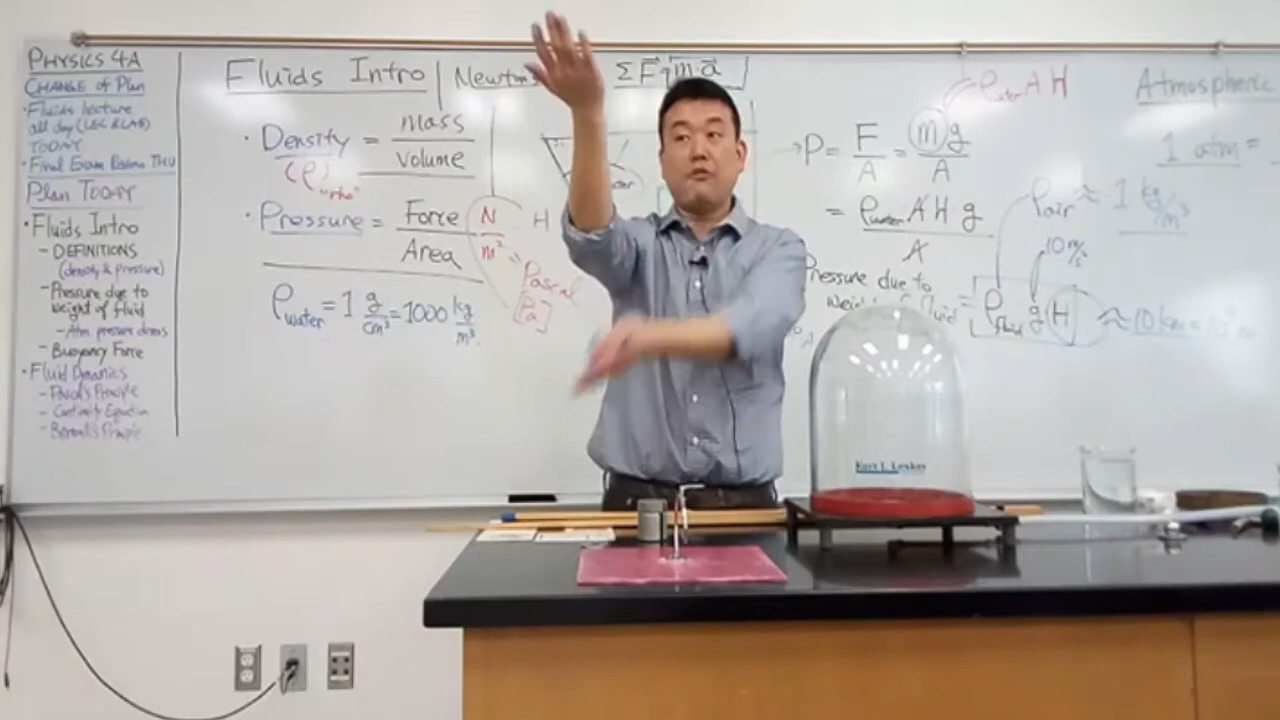 PHYSICS 4A
CHANGE of Plan
• Fluids lecture
all day (LEC & LAB)
TODAY
• Final Exam Review THU
Plan TODAY
• Fluids Intro
- DEFINITIONS
(density & pressure)
- Pressure due to
weight of fluid
- Atm pressure demos
- Buoyancy Force
• Fluid Dynamics
- Pascal's Principle
- Continuity Equation
- Bernoulli's Principle
Fluids Intro
• Density = mass / volume
(ρ) "rho"
• Pressure = Force / Area
N / m² = Pascal
[Pa]
ρwater = 1 g/cm³ = 1000 kg/m³
ΣF = m·a
H
P = F / A = m g / A
ρwater A H
= ρwater A H g / A
Pressure due to
fluid = ρfluid g H ≈ 10 km
ρair ≈ 1 kg/m³
10 m/s²
Atmospheric
1 atm =
Kurt J. Lesker